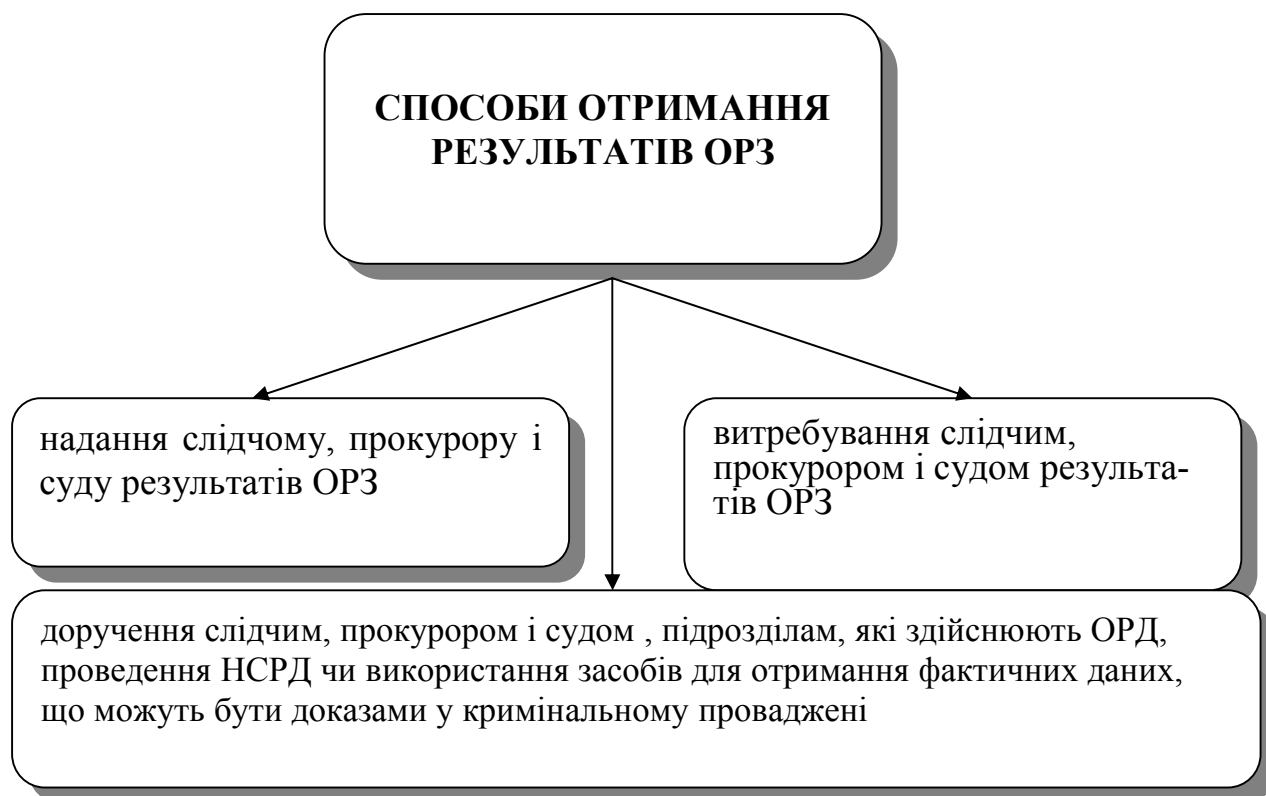 СПОСОБИ ОТРИМАННЯ
РЕЗУЛЬТАТІВ ОРЗ
надання слідчому, прокурору і
суду результатів ОРЗ
витребування слідчим,
прокурором і судом результа-
тів ОРЗ
доручення слідчим, прокурором і судом , підрозділам, які здійснюють ОРД,
проведення НСРД чи використання засобів для отримання фактичних даних,
що можуть бути доказами у кримінальному проваджені